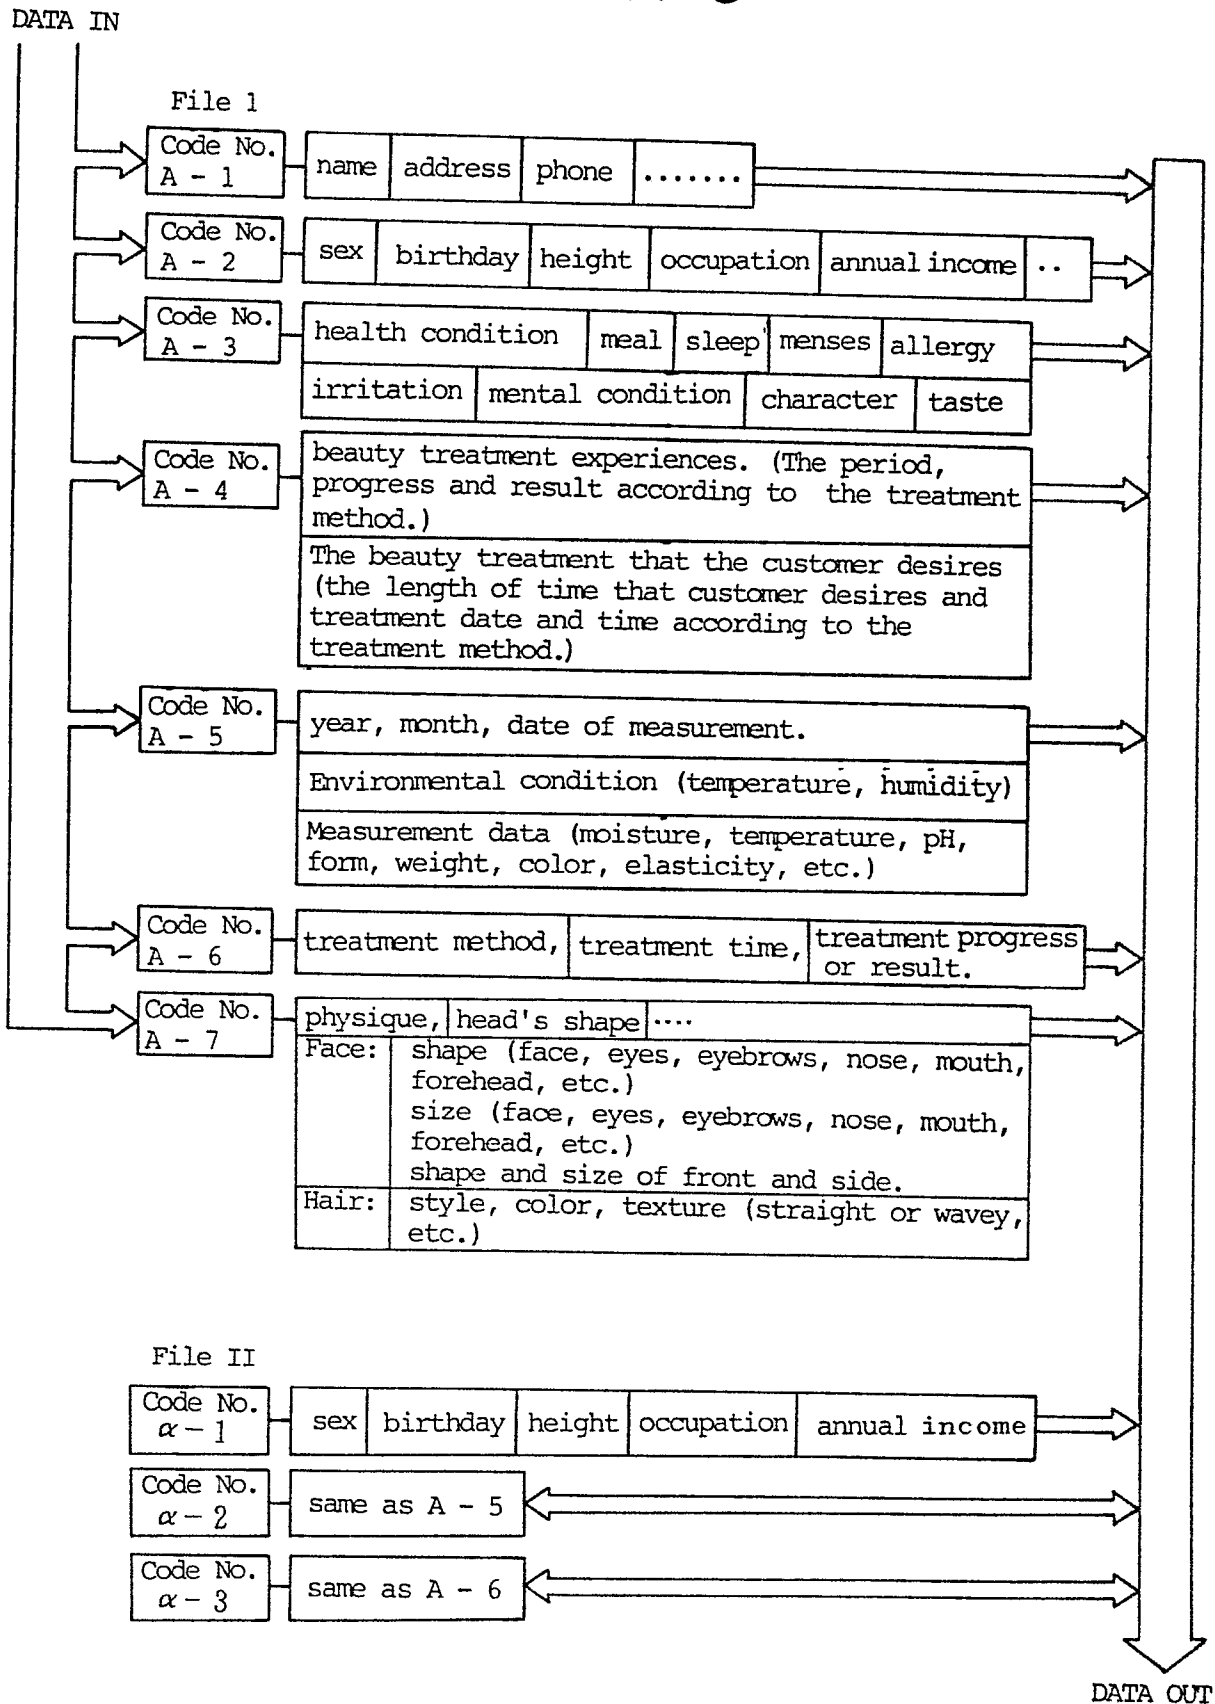 DATA IN
File 1
Code No.
A - 1
name address phone .......
Code No.
A - 2
sex birthday height occupation annual income ..
Code No.
A - 3
health condition meal sleep menses allergy
irritation mental condition character taste
Code No.
A - 4
beauty treatment experiences. (The period,
progress and result according to the treatment
method.)
The beauty treatment that the customer desires
(the length of time that customer desires and
treatment date and time according to the
treatment method.)
Code No.
A - 5
year, month, date of measurement.
Environmental condition (temperature, humidity)
Measurement data (moisture, temperature, pH,
form, weight, color, elasticity, etc.)
Code No.
A - 6
treatment method, treatment time, treatment progress
or result.
Code No.
A - 7
physique, head's shape ....
Face: shape (face, eyes, eyebrows, nose, mouth,
forehead, etc.)
size (face, eyes, eyebrows, nose, mouth,
forehead, etc.)
shape and size of front and side.
Hair: style, color, texture (straight or wavey,
etc.)
File II
Code No.
α - 1
sex birthday height occupation annual income
Code No.
α - 2
same as A - 5
Code No.
α - 3
same as A - 6
DATA OUT